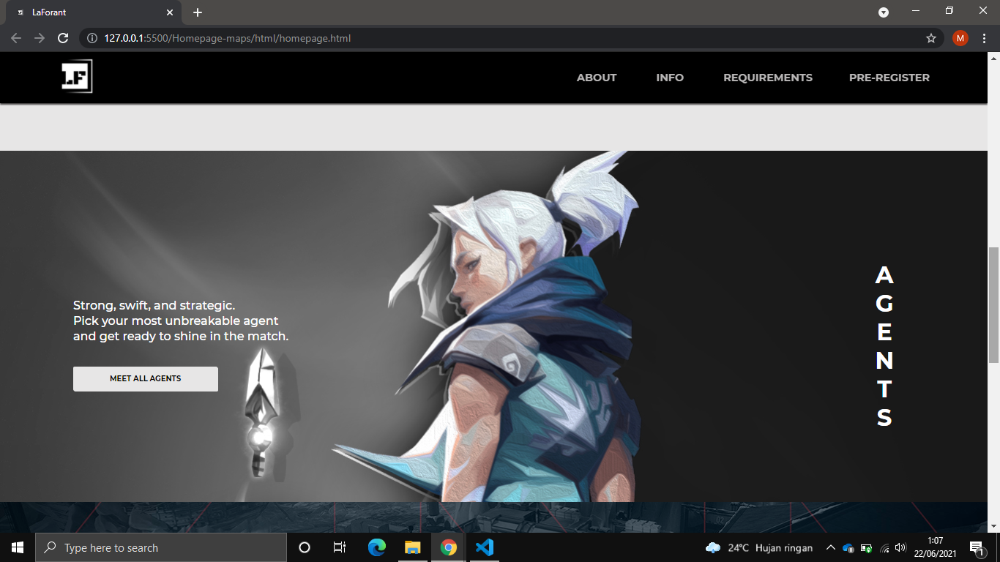 LaForant
127.0.0.1:5500/Homepage-maps/html/homepage.html
M
LF
ABOUT
INFO
REQUIREMENTS
PRE-REGISTER
Strong, swift, and strategic.
Pick your most unbreakable agent
and get ready to shine in the match.
MEET ALL AGENTS
A
G
E
N
T
S
Type here to search
24°C Hujan ringan
1:07
22/06/2021
1